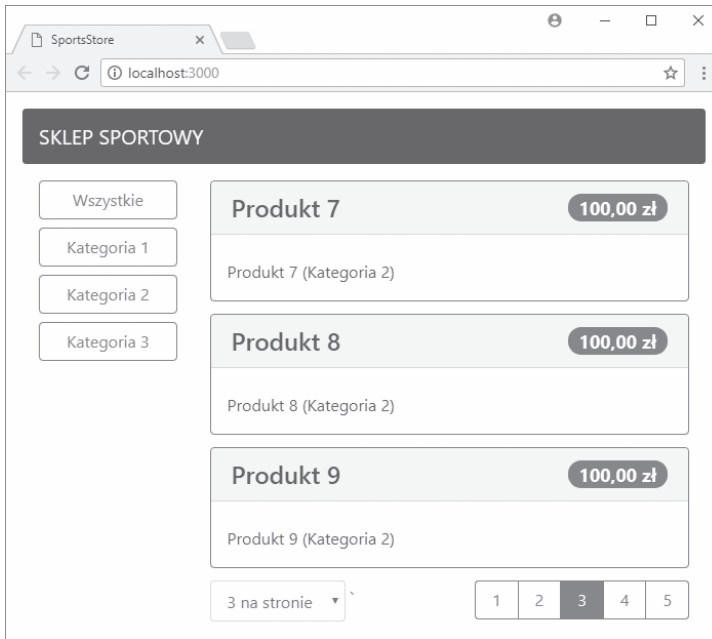 SportsStore
localhost:3000
SKLEP SPORTOWY
Wszystkie
Kategoria 1
Kategoria 2
Kategoria 3
Produkt 7 100,00 zł
Produkt 7 (Kategoria 2)
Produkt 8 100,00 zł
Produkt 8 (Kategoria 2)
Produkt 9 100,00 zł
Produkt 9 (Kategoria 2)
3 na stronie `
1 2 3 4 5